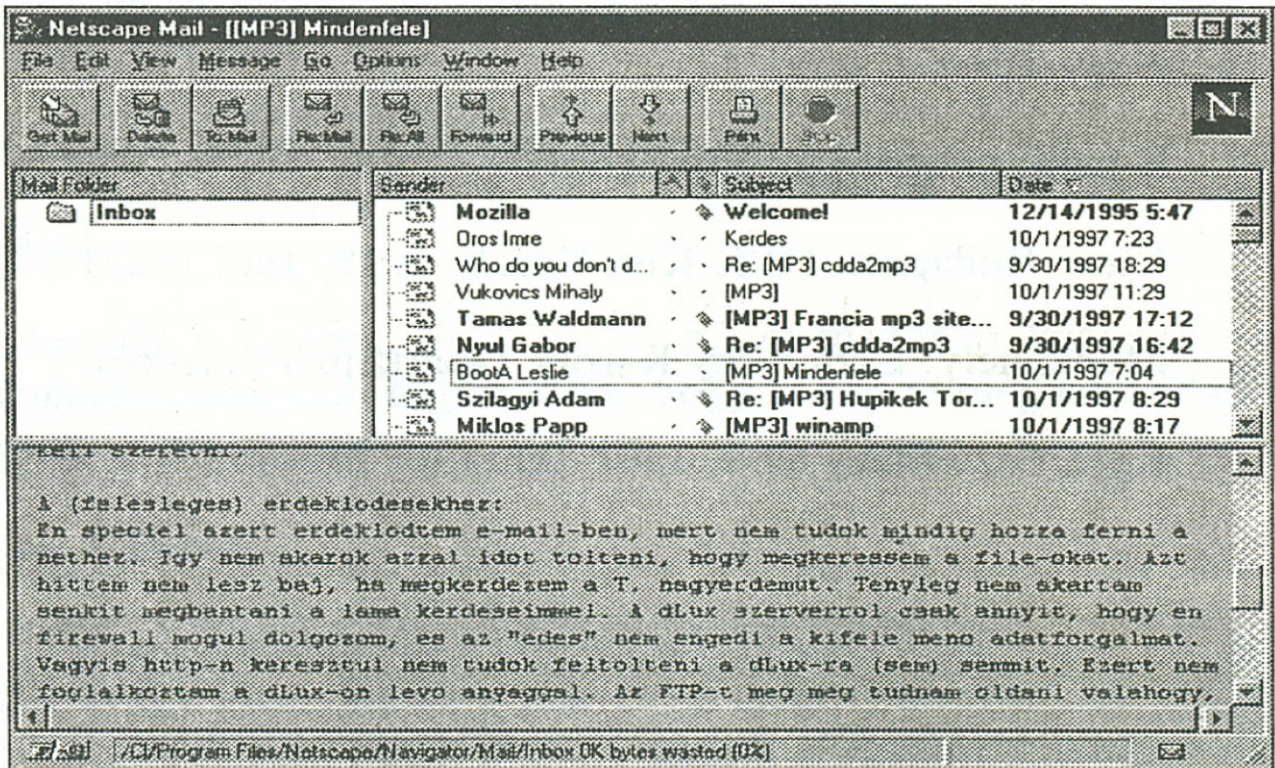 Netscape Mail - [[MP3] Mindenfele]
File Edit View Message Go Options Window Help
Get Mail Delete To: Mail Re: Mail Re: All Forward Previous Next Print Stop
N
Mail Folder Sender Subject Date
Inbox
Mozilla Welcome! 12/14/1995 5:47
Oros Imre Kerdes 10/1/1997 7:23
Who do you don't d... Re: [MP3] cdda2mp3 9/30/1997 18:29
Vukovics Mihaly [MP3] 10/1/1997 11:29
Tamas Waldmann [MP3] Francia mp3 site... 9/30/1997 17:12
Nyul Gabor Re: [MP3] cdda2mp3 9/30/1997 16:42
BootA Leslie [MP3] Mindenfele 10/1/1997 7:04
Szilagyi Adam Re: [MP3] Hupikek Tor... 10/1/1997 8:29
Miklos Papp [MP3] winamp 10/1/1997 8:17
kell szeretni.
A (felesleges) erdeklodesekhez:
En speciel azert erdeklodtem e-mail-ben, mert nem tudok mindig hozza ferni a
nethez. Igy nem akarok azzal idot tolteni, hogy megkeressem a file-okat. Azt
hittem nem lesz baj, ha megkerdezem a T. nagyerdemut. Tenyleg nem akartam
senkit megbantani a lama kerdeseimmel. A dLux szerverrol csak annyit, hogy en
firewall mogul dolgozom, es az "edes" nem engedi a kifele meno adatforgalmat.
Vagyis http-n keresztul nem tudok feltolteni a dLux-ra (sem) semmit. Ezert nem
foglalkoztam a dLux-on levo anyaggal. Az FTP-t meg meg tudnam oldani valahogy,
/C|/Program Files/Netscape/Navigator/Mail/Inbox 0K bytes wasted (0%)